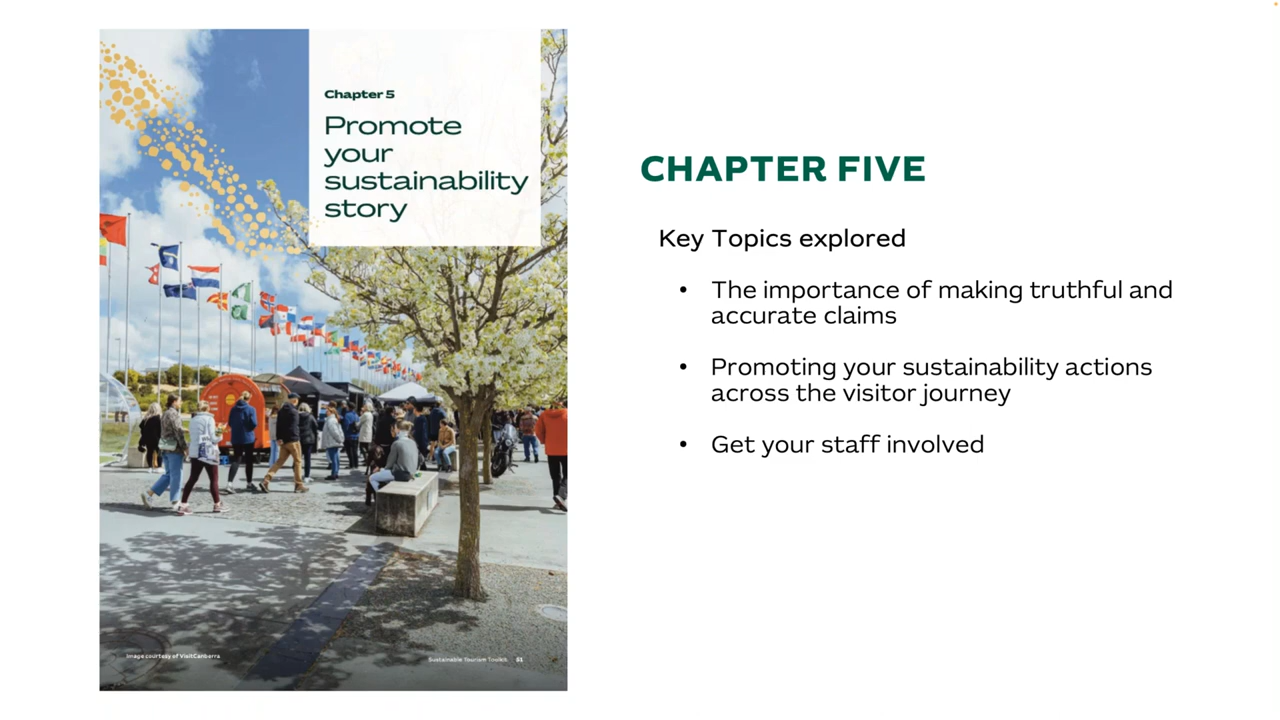 Chapter 5
Promote
your
sustainability
story
Image courtesy of VisitCanberra
Sustainable Tourism Toolkit 51
CHAPTER FIVE
Key Topics explored
• The importance of making truthful and
accurate claims
• Promoting your sustainability actions
across the visitor journey
• Get your staff involved